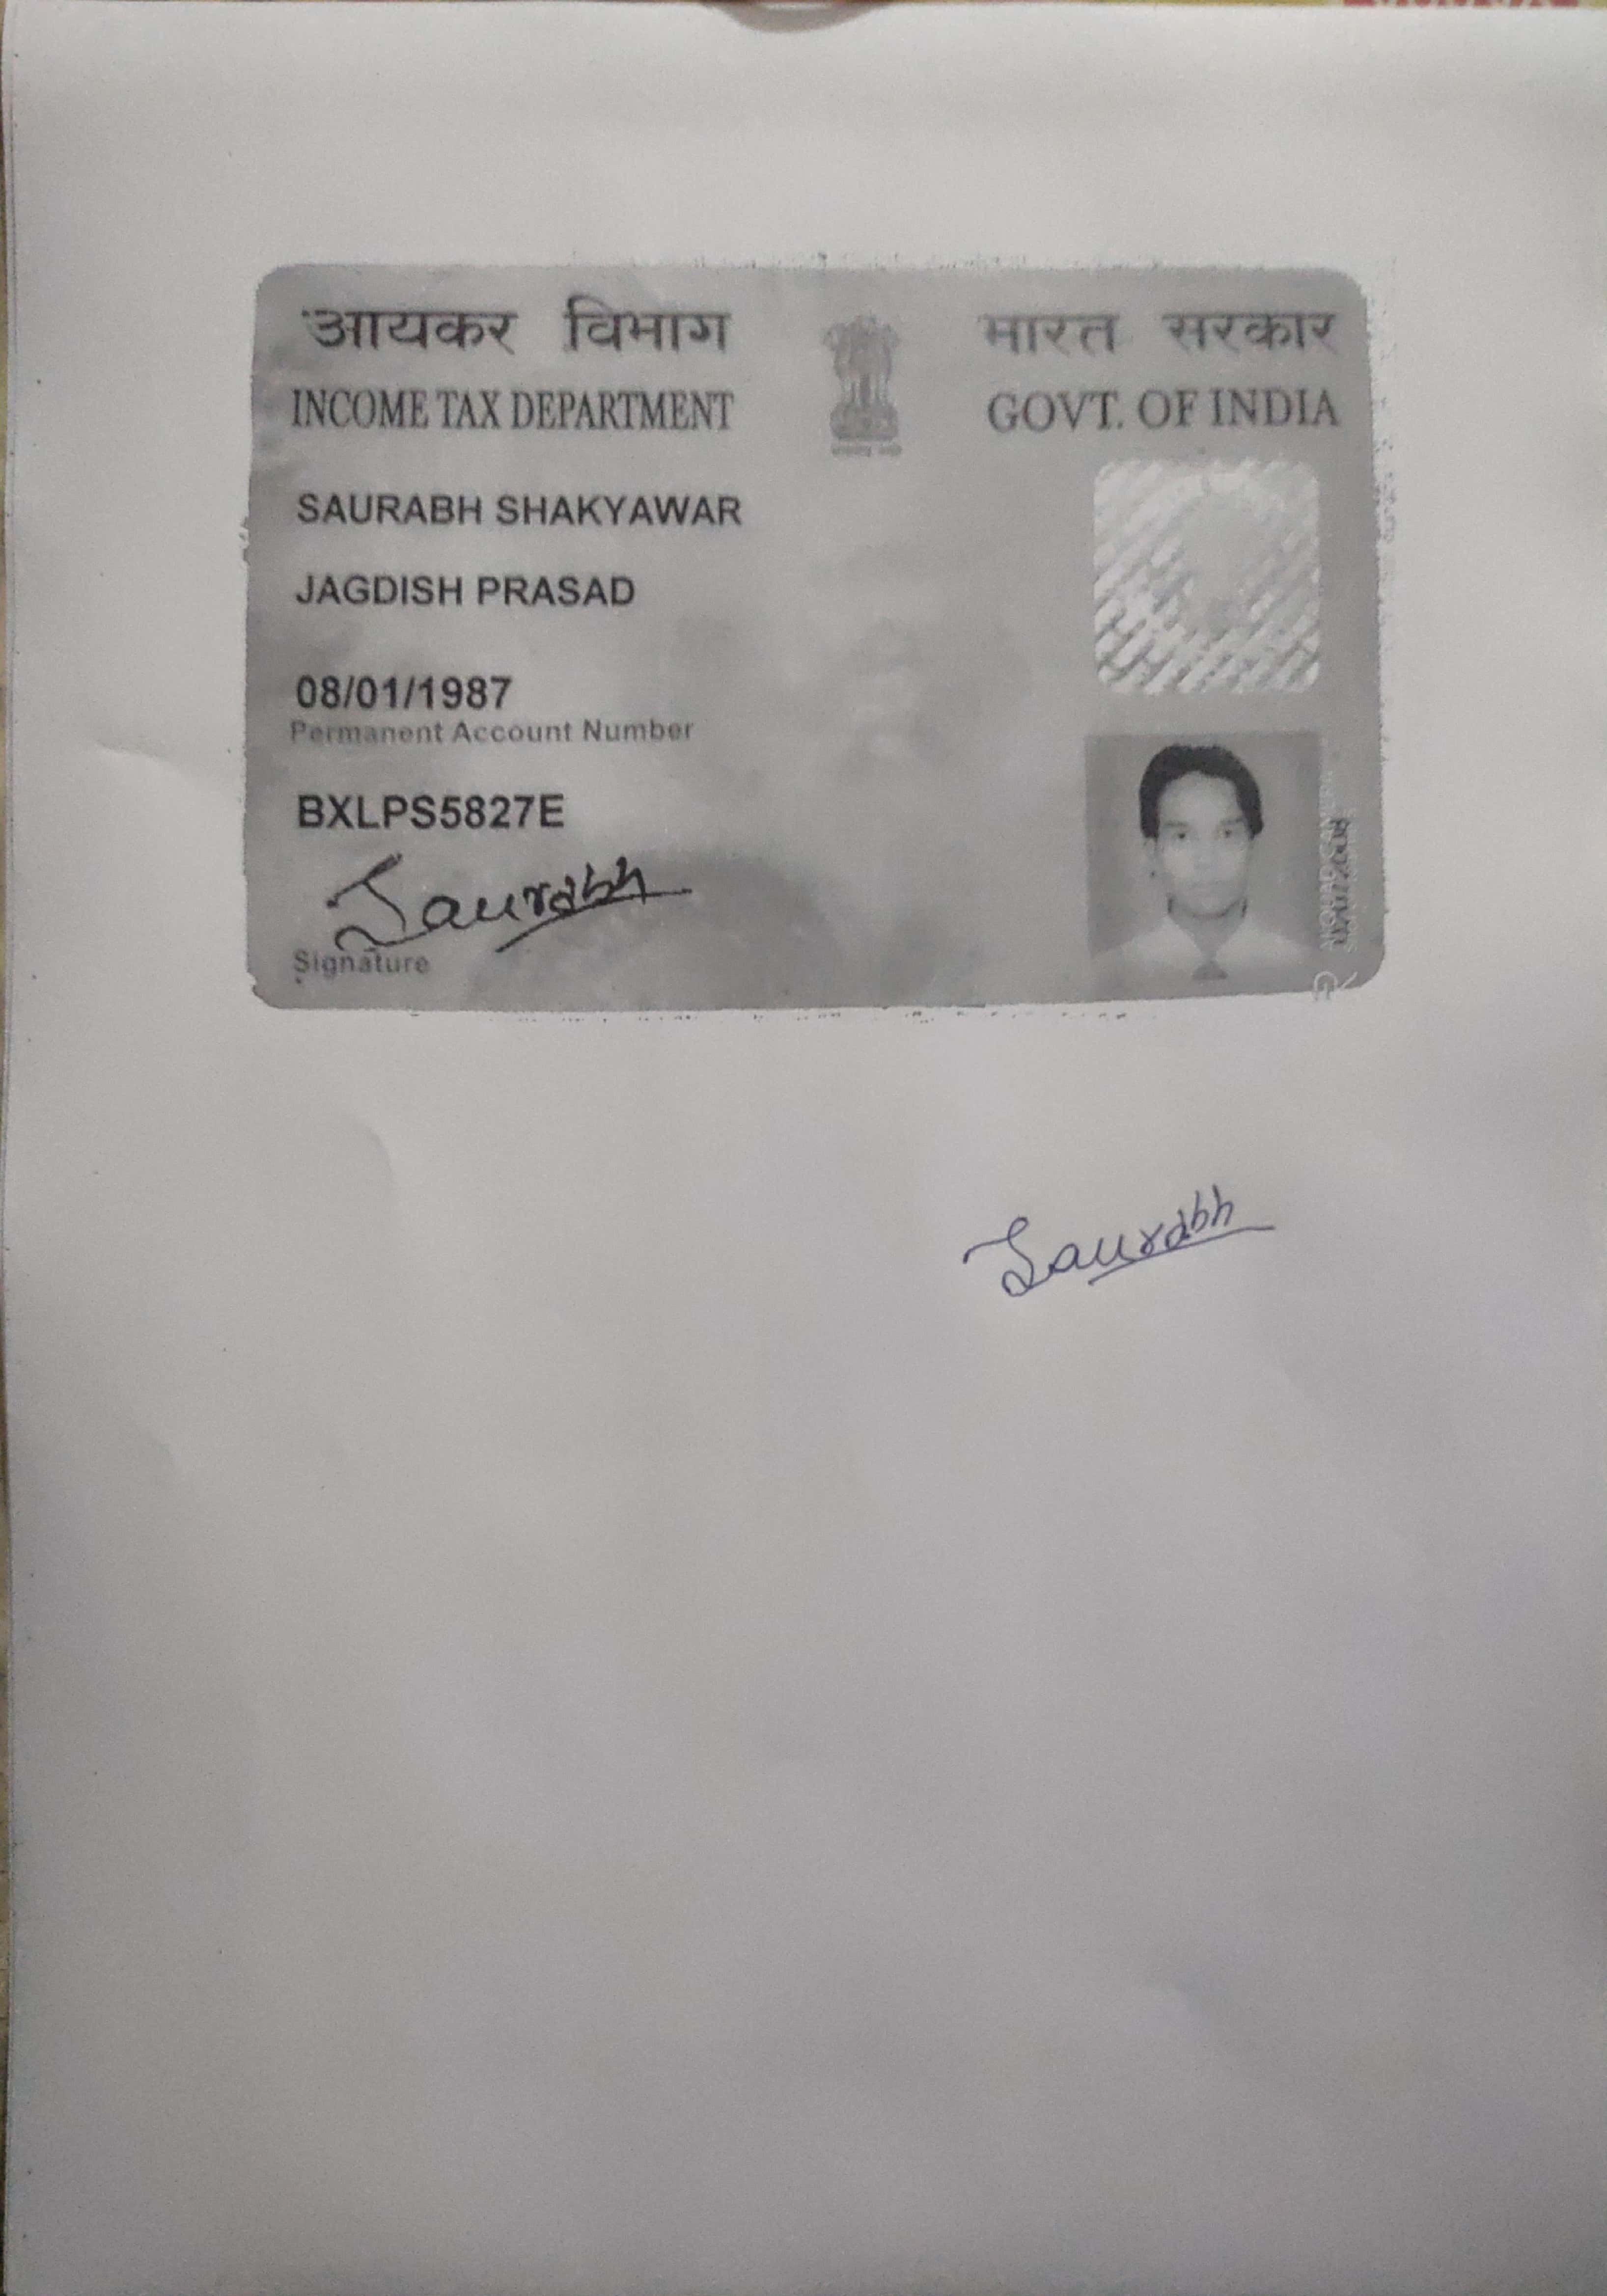 आयकर विभाग भारत सरकार
INCOME TAX DEPARTMENT GOVT. OF INDIA
SAURABH SHAKYAWAR
JAGDISH PRASAD
08/01/1987
Permanent Account Number
BXLPS5827E
Saurabh
Signature
Saurabh